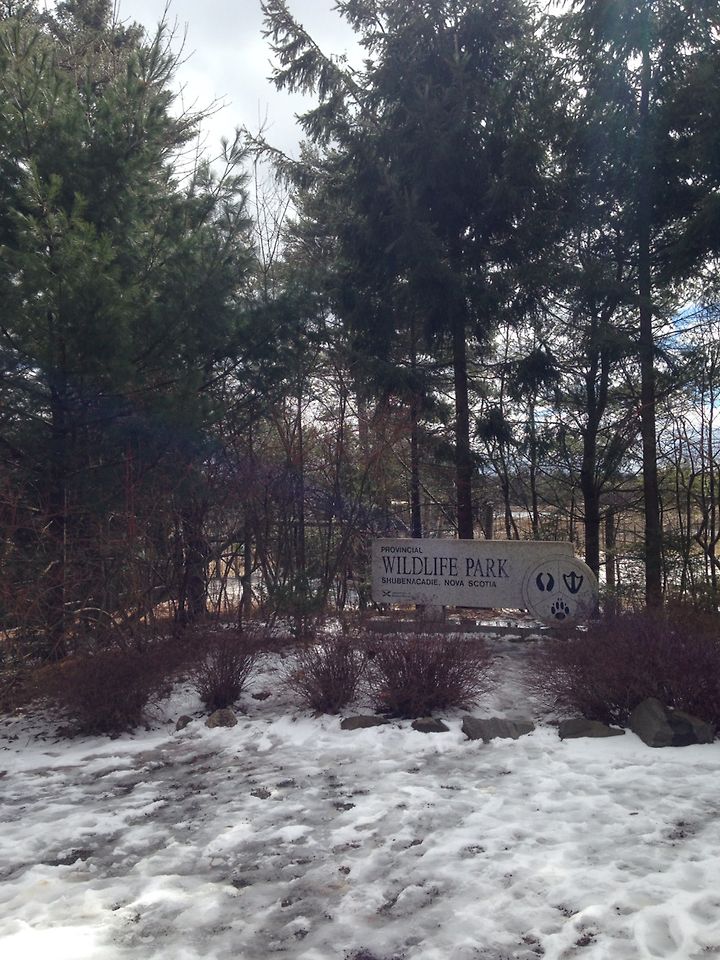 PROVINCIAL
WILDLIFE PARK
SHUBENACADIE, NOVA SCOTIA